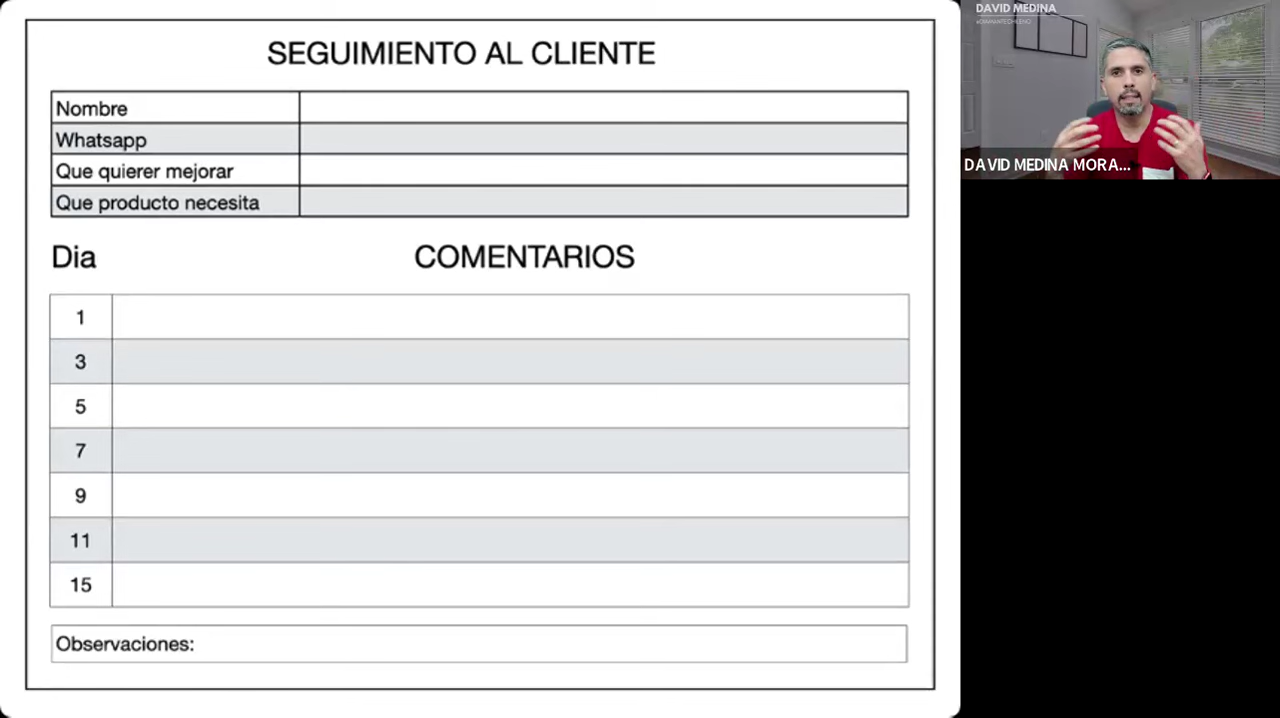 SEGUIMIENTO AL CLIENTE
Nombre
Whatsapp
Que quierer mejorar
Que producto necesita
Dia
COMENTARIOS
1
3
5
7
9
11
15
Observaciones:
DAVID MEDINA
DAVID MEDINA MORA...